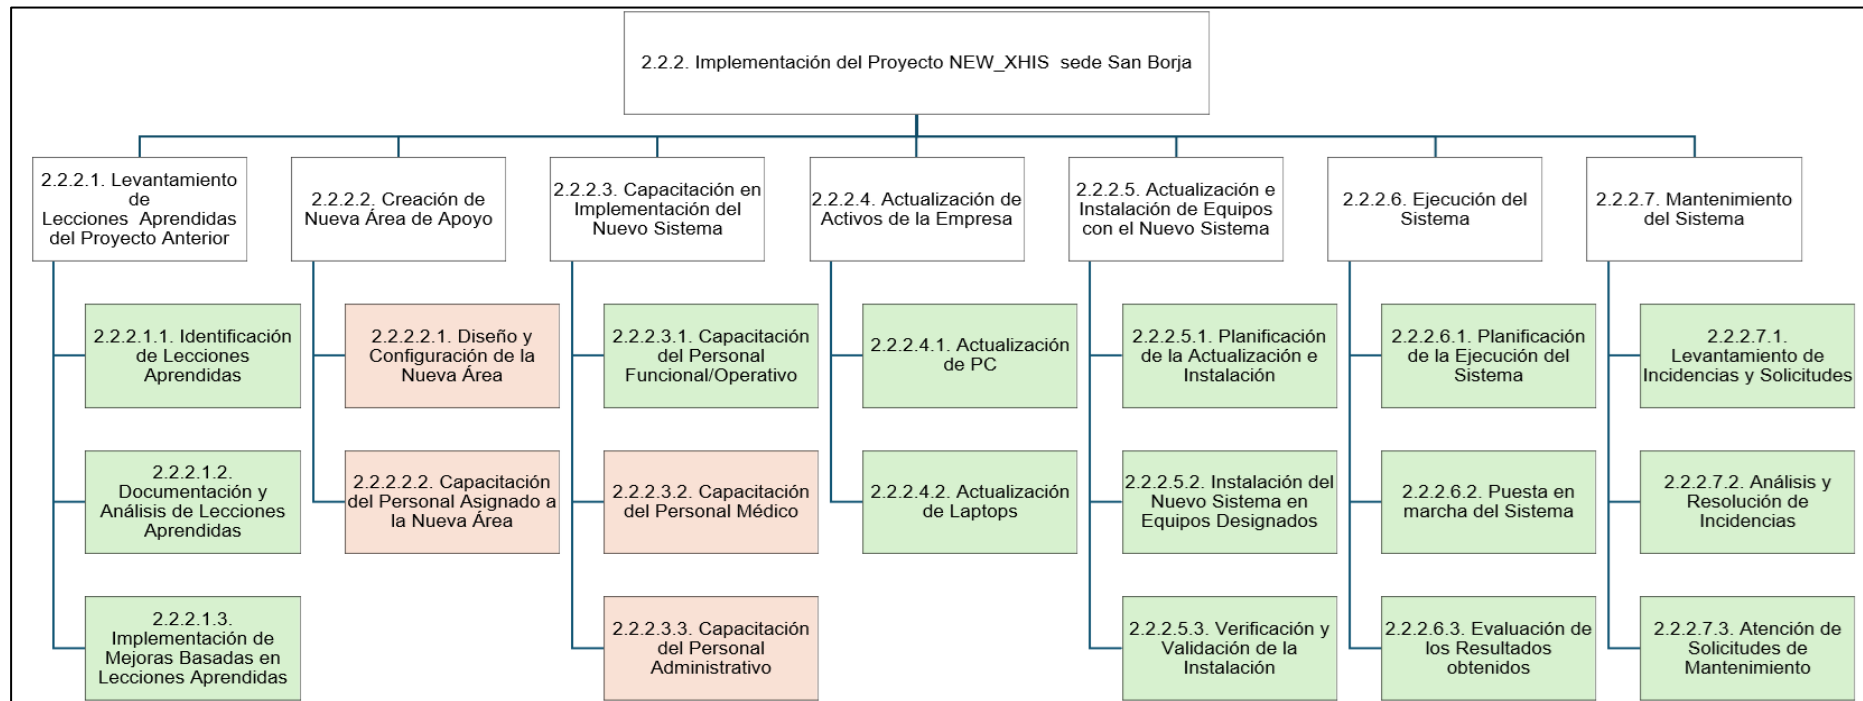 2.2.2. Implementación del Proyecto NEW_XHIS sede San Borja
2.2.2.1. Levantamiento
de
Lecciones Aprendidas
del Proyecto Anterior
2.2.2.2. Creación de
Nueva Área de Apoyo
2.2.2.3. Capacitación en
Implementación del
Nuevo Sistema
2.2.2.4. Actualización de
Activos de la Empresa
2.2.2.5. Actualización e
Instalación de Equipos
con el Nuevo Sistema
2.2.2.6. Ejecución del
Sistema
2.2.2.7. Mantenimiento
del Sistema
2.2.2.1.1. Identificación
de Lecciones
Aprendidas
2.2.2.2.1. Diseño y
Configuración de la
Nueva Área
2.2.2.3.1. Capacitación
del Personal
Funcional/Operativo
2.2.2.4.1. Actualización
de PC
2.2.2.5.1. Planificación
de la Actualización e
Instalación
2.2.2.6.1. Planificación
de la Ejecución del
Sistema
2.2.2.7.1.
Levantamiento de
Incidencias y Solicitudes
2.2.2.1.2.
Documentación y
Análisis de Lecciones
Aprendidas
2.2.2.2.2. Capacitación
del Personal Asignado a
la Nueva Área
2.2.2.3.2. Capacitación
del Personal Médico
2.2.2.4.2. Actualización
de Laptops
2.2.2.5.2. Instalación del
Nuevo Sistema en
Equipos Designados
2.2.2.6.2. Puesta en
marcha del Sistema
2.2.2.7.2. Análisis y
Resolución de
Incidencias
2.2.2.1.3.
Implementación de
Mejoras Basadas en
Lecciones Aprendidas
2.2.2.3.3. Capacitación
del Personal
Administrativo
2.2.2.5.3. Verificación y
Validación de la
Instalación
2.2.2.6.3. Evaluación de
los Resultados
obtenidos
2.2.2.7.3. Atención de
Solicitudes de
Mantenimiento